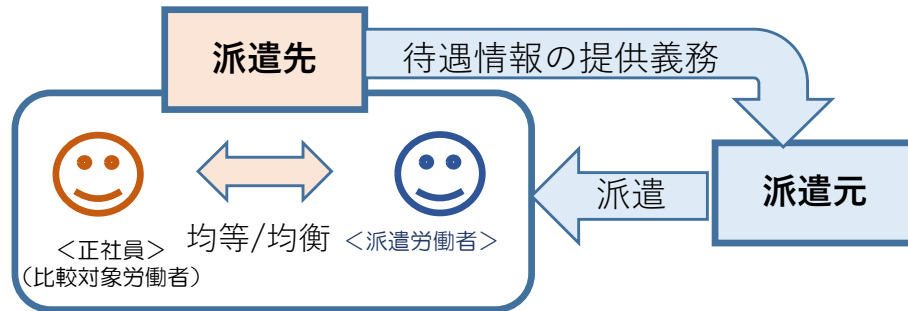 派遣先
待遇情報の提供義務
派遣
派遣元
均等/均衡
＜正社員＞
（比較対象労働者）
＜派遣労働者＞